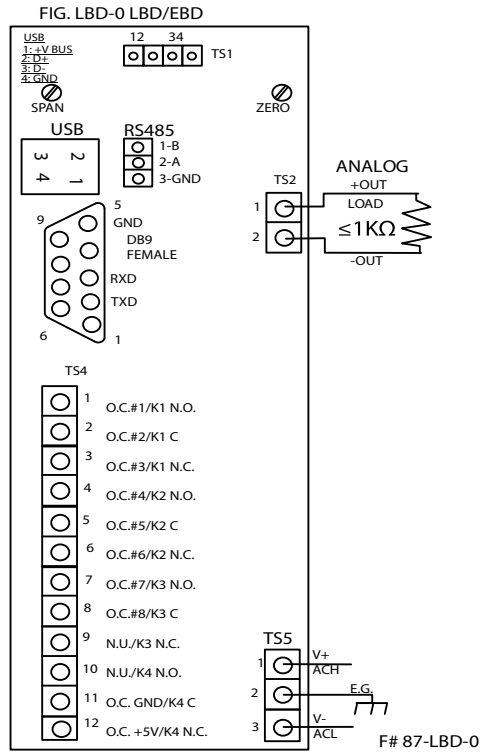 FIG. LBD-0 LBD/EBD
USB
1: +V BUS
2: D+
3: D-
4: GND
12 34
TS1
SPAN
ZERO
USB
3 2
4 1
RS485
1-B
2-A
3-GND
TS2
1
2
ANALOG
+OUT
LOAD
≤1KΩ
-OUT
9
5
GND
DB9
FEMALE
RXD
TXD
6
1
TS4
1 O.C.#1/K1 N.O.
2 O.C.#2/K1 C
3 O.C.#3/K1 N.C.
4 O.C.#4/K2 N.O.
5 O.C.#5/K2 C
6 O.C.#6/K2 N.C.
7 O.C.#7/K3 N.O.
8 O.C.#8/K3 C
9 N.U./K3 N.C.
10 N.U./K4 N.O.
11 O.C. GND/K4 C
12 O.C. +5V/K4 N.C.
TS5
1 V+
ACH
2 E.G.
3 V-
ACL
F# 87-LBD-0